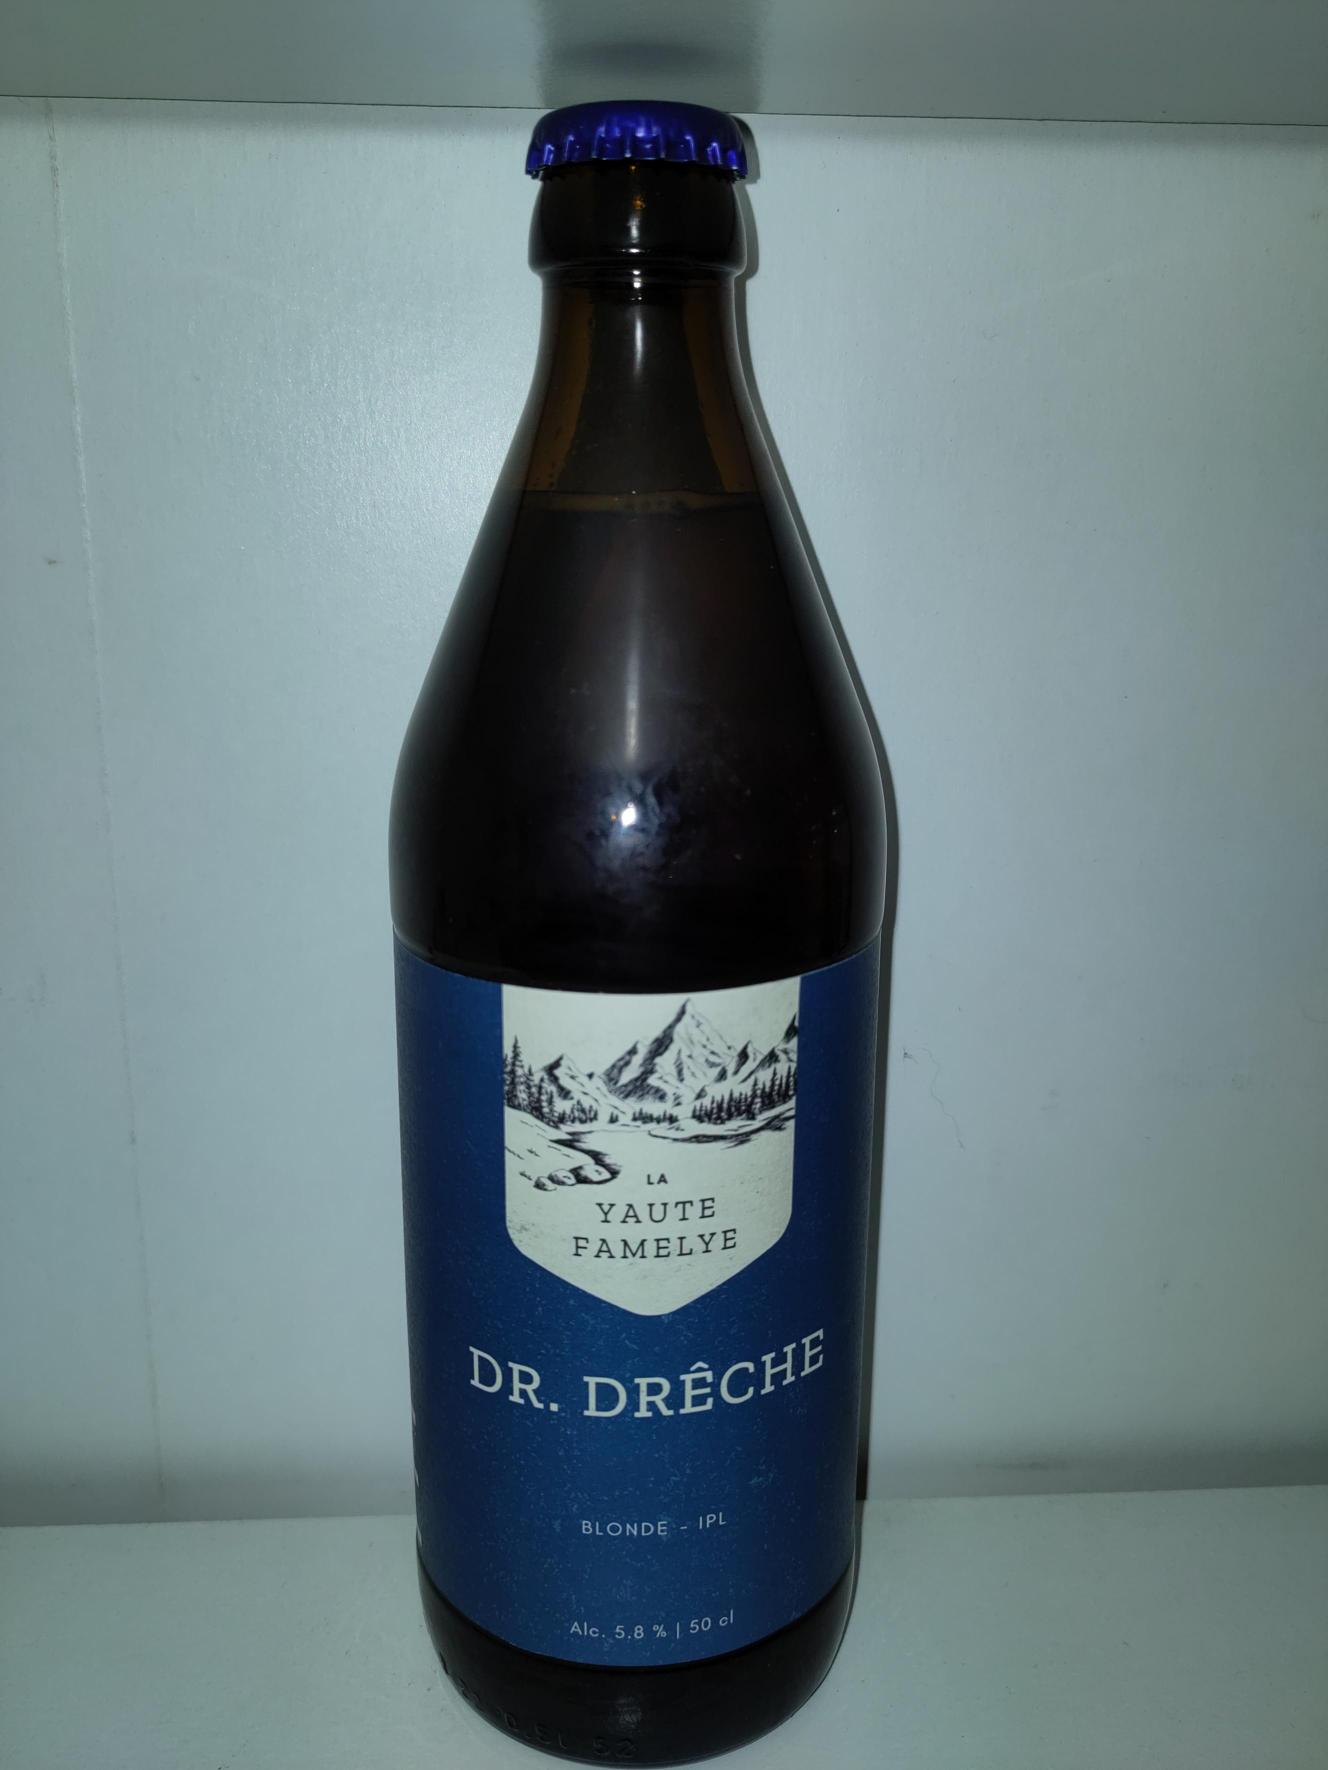 LA
YAUTE
FAMELYE
DR. DRÊCHE
BLONDE - IPL
Alc. 5.8 % | 50 cl